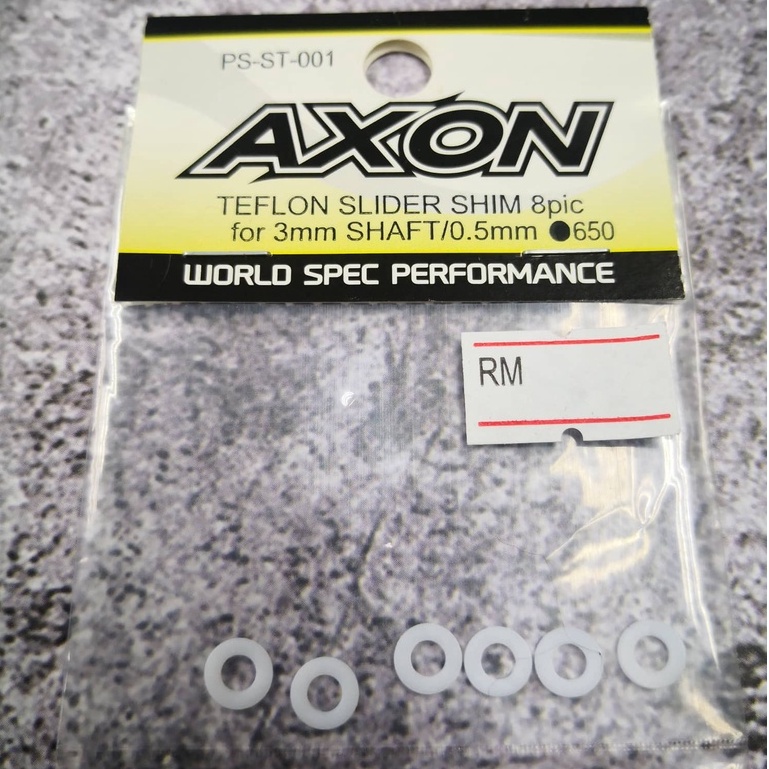 PS-ST-001
AXON
TEFLON SLIDER SHIM 8pic
for 3mm SHAFT/0.5mm ●650
WORLD SPEC PERFORMANCE
RM